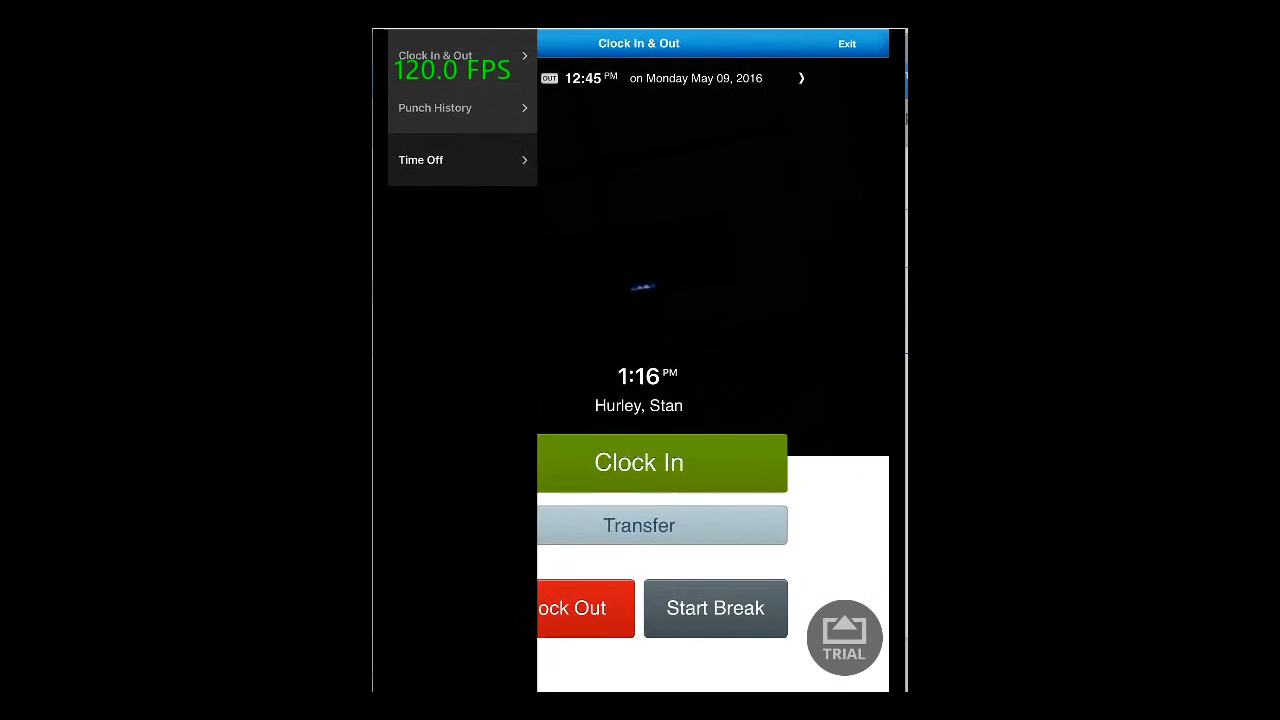 Clock In & Out
120.0 FPS
Punch History
Time Off
Clock In & Out
Exit
OUT 12:45 PM on Monday May 09, 2016
1:16 PM
Hurley, Stan
Clock In
Transfer
ock Out
Start Break
TRIAL